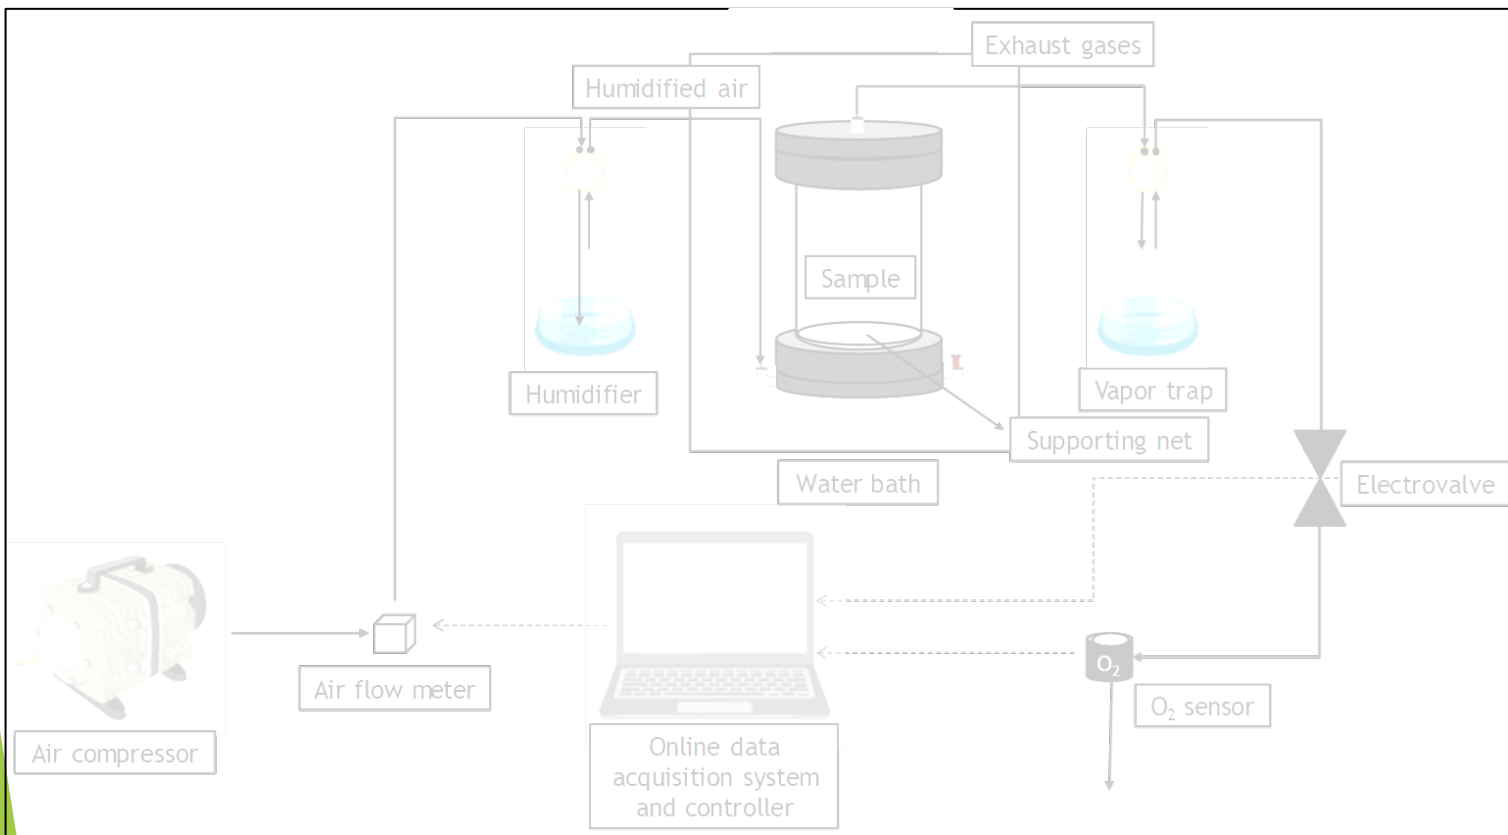 Exhaust gases
Humidified air
Sample
Humidifier
Vapor trap
Supporting net
Water bath
Electrovalve
O₂
Air flow meter
O₂ sensor
Air compressor
Online data
acquisition system
and controller